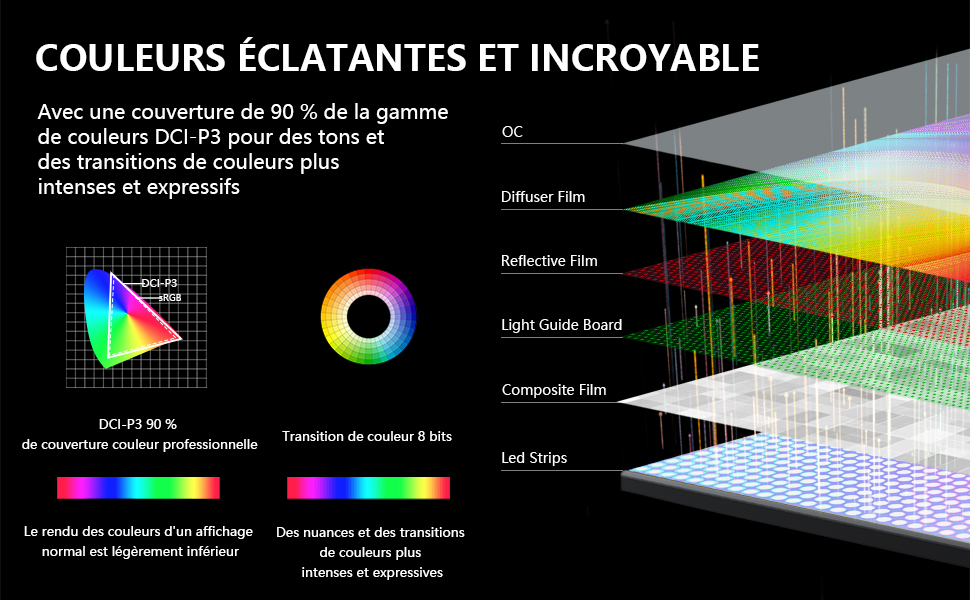 COULEURS ÉCLATANTES ET INCROYABLE
Avec une couverture de 90 % de la gamme
de couleurs DCI-P3 pour des tons et
des transitions de couleurs plus
intenses et expressifs
DCI-P3
sRGB
DCI-P3 90 %
de couverture couleur professionnelle
Transition de couleur 8 bits
Le rendu des couleurs d'un affichage
normal est légèrement inférieur
Des nuances et des transitions
de couleurs plus
intenses et expressives
OC
Diffuser Film
Reflective Film
Light Guide Board
Composite Film
Led Strips